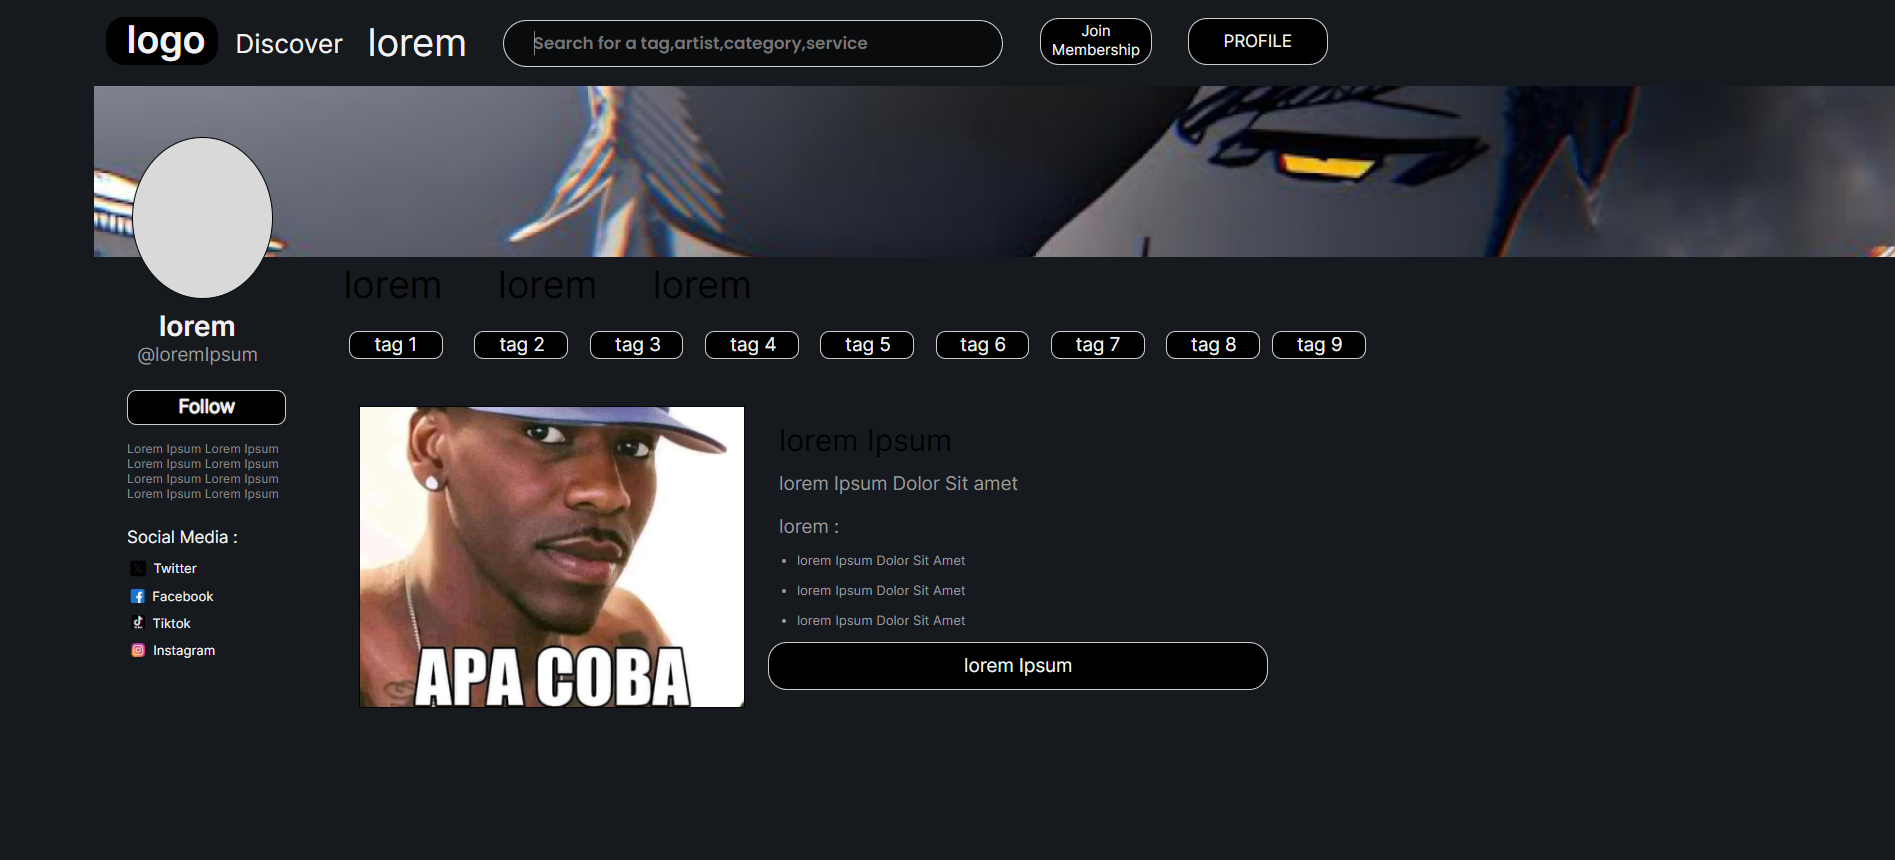 logo
Discover
lorem
Search for a tag,artist,category,service
Join
Membership
PROFILE
lorem
lorem
lorem
tag 1
tag 2
tag 3
tag 4
tag 5
tag 6
tag 7
tag 8
tag 9
lorem
@loremIpsum
Follow
Lorem Ipsum Lorem Ipsum
Lorem Ipsum Lorem Ipsum
Lorem Ipsum Lorem Ipsum
Lorem Ipsum Lorem Ipsum
Social Media :
Twitter
Facebook
Tiktok
Instagram
APA COBA
lorem Ipsum
lorem Ipsum Dolor Sit amet
lorem :
• lorem Ipsum Dolor Sit Amet
• lorem Ipsum Dolor Sit Amet
• lorem Ipsum Dolor Sit Amet
lorem Ipsum